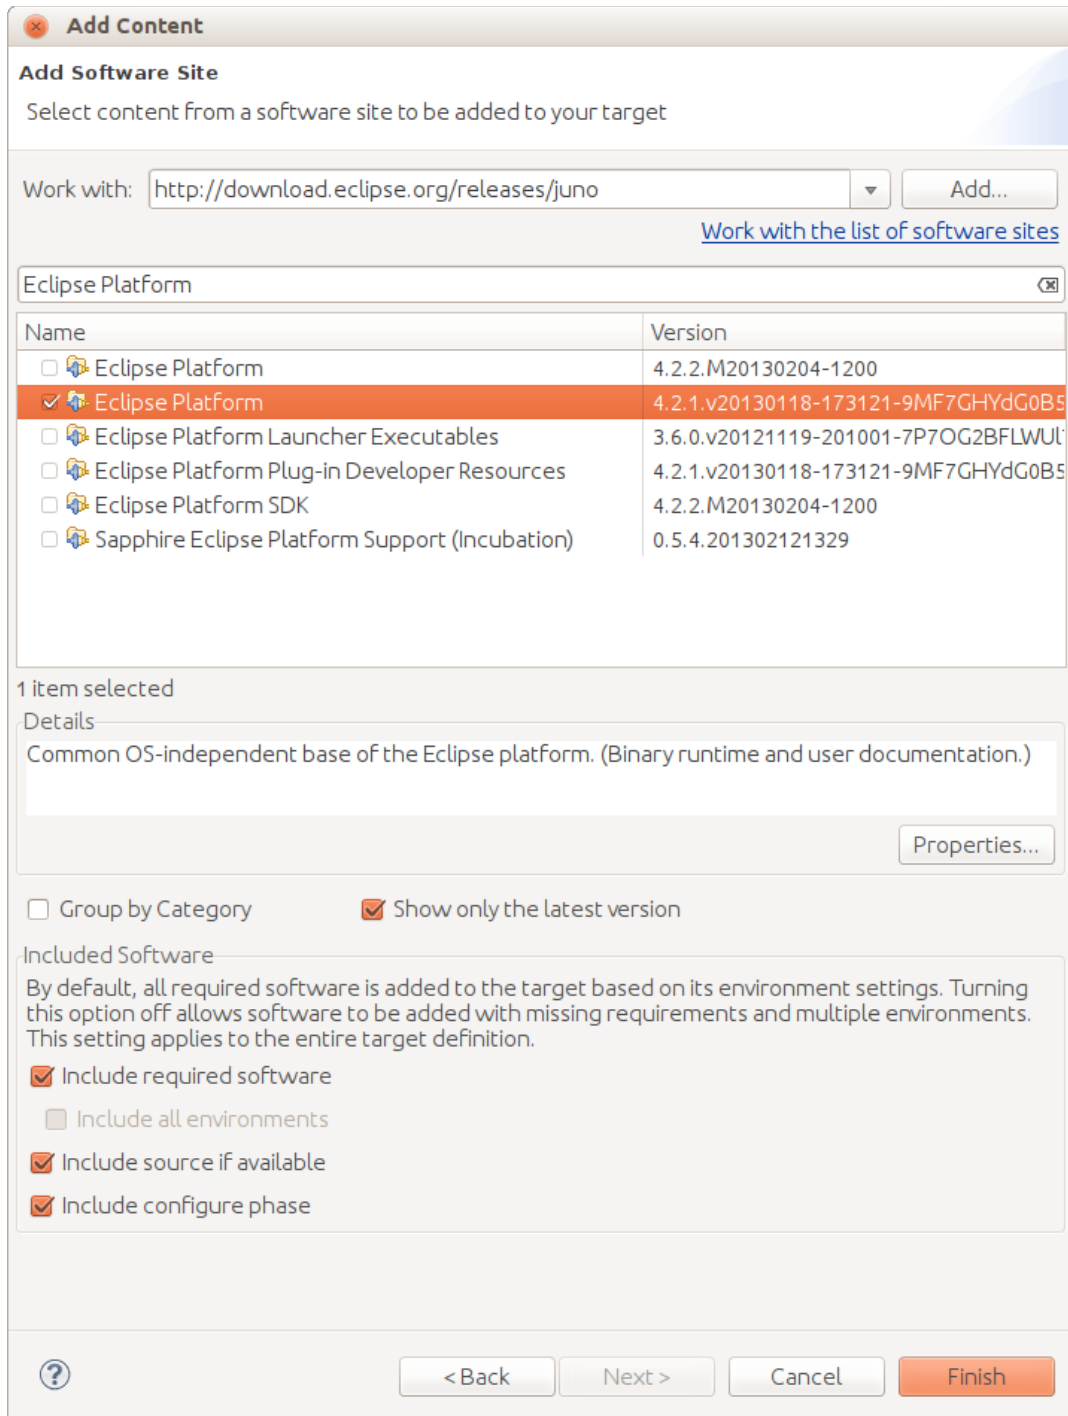 Add Content
Add Software Site
Select content from a software site to be added to your target
Work with: http://download.eclipse.org/releases/juno Add...
Work with the list of software sites
Eclipse Platform
Name Version
Eclipse Platform 4.2.2.M20130204-1200
Eclipse Platform 4.2.1.v20130118-173121-9MF7GHYdG0B5
Eclipse Platform Launcher Executables 3.6.0.v20121119-201001-7P7OG2BFLWUl
Eclipse Platform Plug-in Developer Resources 4.2.1.v20130118-173121-9MF7GHYdG0B5
Eclipse Platform SDK 4.2.2.M20130204-1200
Sapphire Eclipse Platform Support (Incubation) 0.5.4.201302121329
1 item selected
Details
Common OS-independent base of the Eclipse platform. (Binary runtime and user documentation.)
Properties...
Group by Category Show only the latest version
Included Software
By default, all required software is added to the target based on its environment settings. Turning
this option off allows software to be added with missing requirements and multiple environments.
This setting applies to the entire target definition.
Include required software
Include all environments
Include source if available
Include configure phase
? < Back Next > Cancel Finish